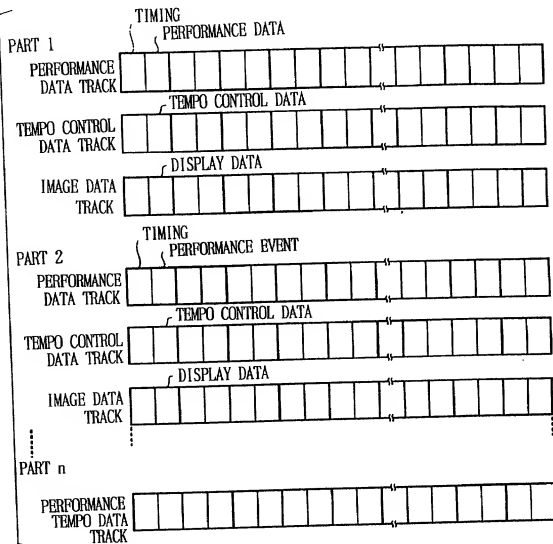 TIMING
PERFORMANCE DATA
PART 1
PERFORMANCE
DATA TRACK
TEMPO CONTROL DATA
TEMPO CONTROL
DATA TRACK
DISPLAY DATA
IMAGE DATA
TRACK
TIMING
PERFORMANCE EVENT
PART 2
PERFORMANCE
DATA TRACK
TEMPO CONTROL DATA
TEMPO CONTROL
DATA TRACK
DISPLAY DATA
IMAGE DATA
TRACK
PART n
PERFORMANCE
TEMPO DATA
TRACK